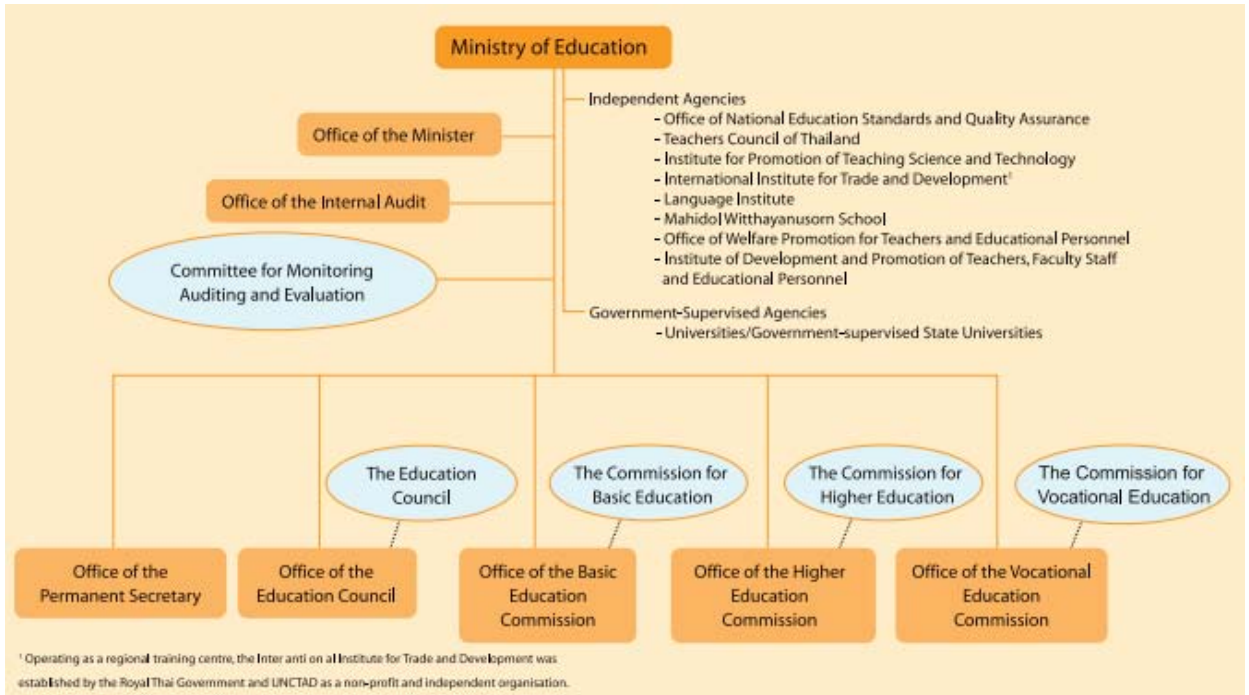 Ministry of Education
Independent Agencies
- Office of National Education Standards and Quality Assurance
- Teachers Council of Thailand
- Institute for Promotion of Teaching Science and Technology
- International Institute for Trade and Development¹
- Language Institute
- Mahidol Witthayanusorn School
- Office of Welfare Promotion for Teachers and Educational Personnel
- Institute of Development and Promotion of Teachers, Faculty Staff
and Educational Personnel
Government-Supervised Agencies
- Universities/Government-supervised State Universities
Office of the Minister
Office of the Internal Audit
Committee for Monitoring
Auditing and Evaluation
The Education
Council
The Commission for
Basic Education
The Commission for
Higher Education
The Commission for
Vocational Education
Office of the
Permanent Secretary
Office of the
Education Council
Office of the Basic
Education
Commission
Office of the Higher
Education
Commission
Office of the Vocational
Education
Commission
¹ Operating as a regional training centre, the Inter anti on al Institute for Trade and Development was
established by the Royal Thai Government and UNCTAD as a non-profit and independent organisation.